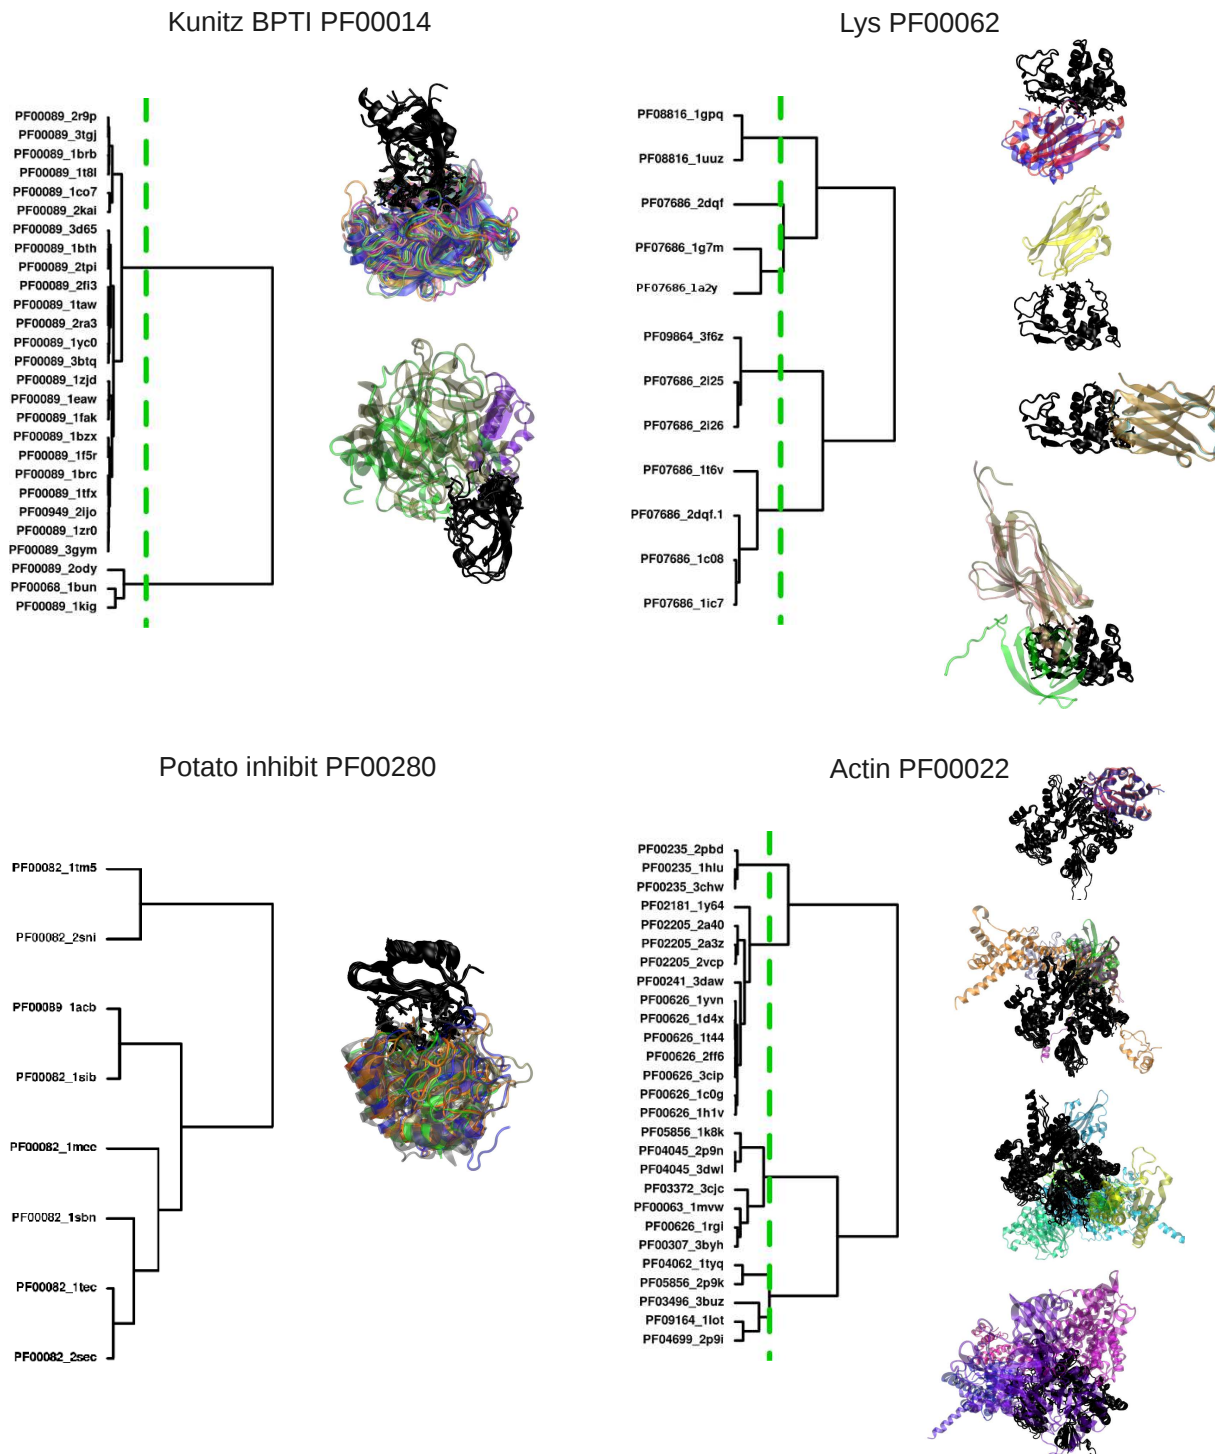 Kunitz BPTI PF00014
PF00089_2r9p
PF00089_3tgj
PF00089_1brb
PF00089_1t8l
PF00089_1co7
PF00089_2kai
PF00089_3d65
PF00089_1bth
PF00089_2tpi
PF00089_2fi3
PF00089_1taw
PF00089_2ra3
PF00089_1yc0
PF00089_3btq
PF00089_1zjd
PF00089_1eaw
PF00089_1fak
PF00089_1bzx
PF00089_1f5r
PF00089_1brc
PF00089_1tfx
PF00949_2ijo
PF00089_1zr0
PF00089_3gym
PF00089_2ody
PF00068_1bun
PF00089_1kig
Lys PF00062
PF08816_1gpq
PF08816_1uuz
PF07686_2dqf
PF07686_1g7m
PF07686_1a2y
PF09864_3f6z
PF07686_2i25
PF07686_2i26
PF07686_1t6v
PF07686_2dqf.1
PF07686_1c08
PF07686_1ic7
Potato inhibit PF00280
PF00082_1tm5
PF00082_2sni
PF00089_1acb
PF00082_1sib
PF00082_1mee
PF00082_1sbn
PF00082_1tec
PF00082_2sec
Actin PF00022
PF00235_2pbd
PF00235_1hlu
PF00235_3chw
PF02181_1y64
PF02205_2a40
PF02205_2a3z
PF02205_2vcp
PF00241_3daw
PF00626_1yvn
PF00626_1d4x
PF00626_1t44
PF00626_2ff6
PF00626_3cip
PF00626_1c0g
PF00626_1h1v
PF05856_1k8k
PF04045_2p9n
PF04045_3dwl
PF03372_3cjc
PF00063_1mvw
PF00626_1rgi
PF00307_3byh
PF04062_1tyq
PF05856_2p9k
PF03496_3buz
PF09164_1lot
PF04699_2p9i